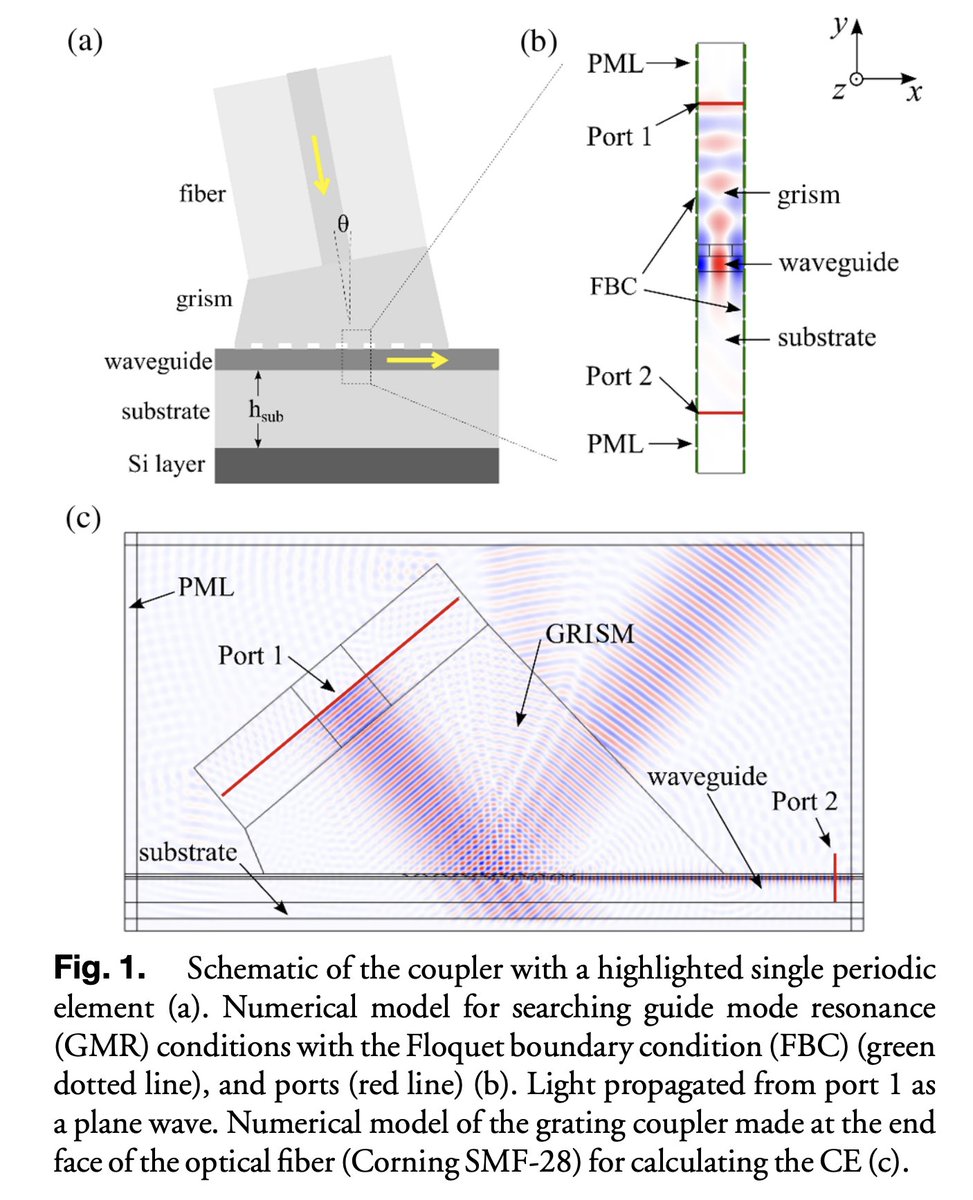 (a)
fiber
θ
grism
waveguide
substrate
h_sub
Si layer
(b)
PML
Port 1
grism
waveguide
FBC
substrate
Port 2
PML
y
z
x
(c)
PML
Port 1
GRISM
waveguide
Port 2
substrate
Fig. 1. Schematic of the coupler with a highlighted single periodic
element (a). Numerical model for searching guide mode resonance
(GMR) conditions with the Floquet boundary condition (FBC) (green
dotted line), and ports (red line) (b). Light propagated from port 1 as
a plane wave. Numerical model of the grating coupler made at the end
face of the optical fiber (Corning SMF-28) for calculating the CE (c).